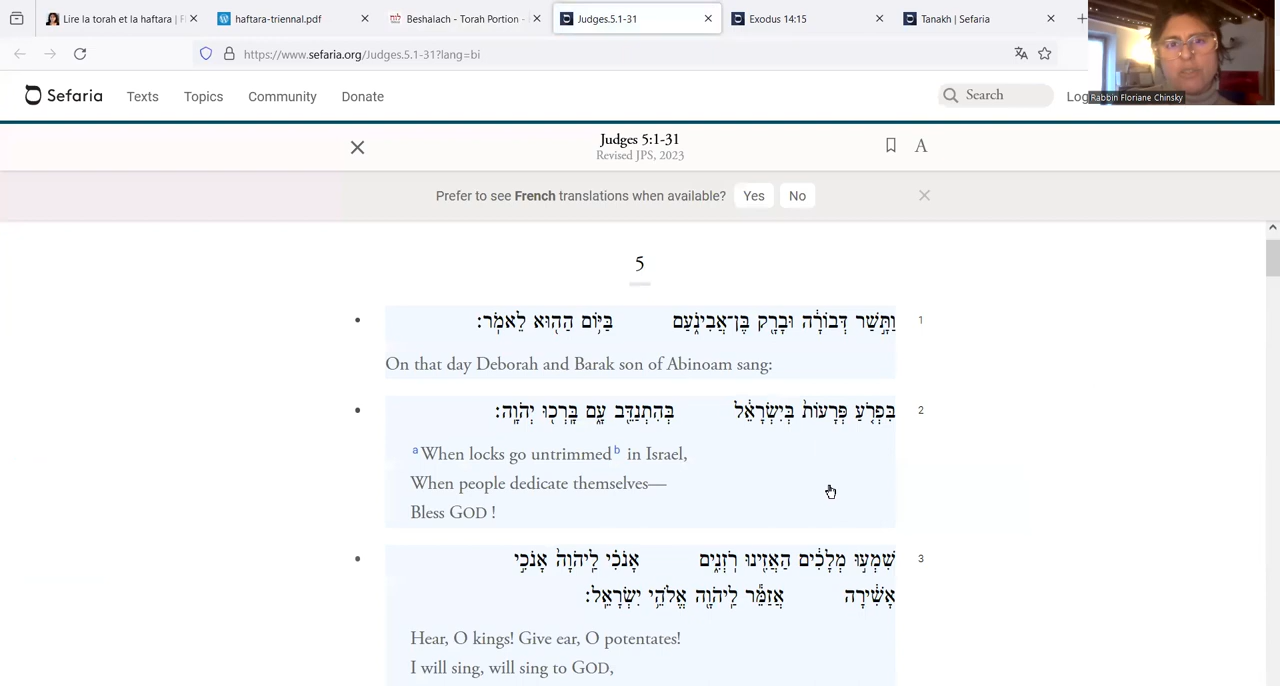 Lire la torah et la haftara | F
haftara-triennal.pdf
Beshalach - Torah Portion -
Judges.5.1-31
Exodus 14:15
Tanakh | Sefaria
https://www.sefaria.org/Judges.5.1-31?lang=bi
Rabbin Floriane Chinsky
Sefaria
Texts
Topics
Community
Donate
Search
Log
Judges 5:1-31
Revised JPS, 2023
A
Prefer to see French translations when available?
Yes
No
5
וַתָּ֣שַׁר דְּבוֹרָ֔ה וּבָרָ֖ק בֶּן־אֲבִינֹ֑עַם בַּיּ֥וֹם הַה֖וּא לֵאמֹֽר׃
1
On that day Deborah and Barak son of Abinoam sang:
בִּפְרֹ֤עַ פְּרָעוֹת֙ בְּיִשְׂרָאֵ֔ל בְּהִתְנַדֵּ֖ב עָ֑ם בָּרְכ֖וּ יְהֹוָֽה׃
2
a When locks go untrimmed b in Israel,
When people dedicate themselves—
Bless GOD !
שִׁמְע֣וּ מְלָכִ֔ים הַאֲזִ֖ינוּ רֹֽזְנִ֑ים אָֽנֹכִ֗י לַֽיהֹוָה֙ אָנֹכִ֣י
3
אָשִׁ֔ירָה אֲזַמֵּ֕ר לַֽיהֹוָ֖ה אֱלֹהֵ֥י יִשְׂרָאֵֽל׃
Hear, O kings! Give ear, O potentates!
I will sing, will sing to GOD,